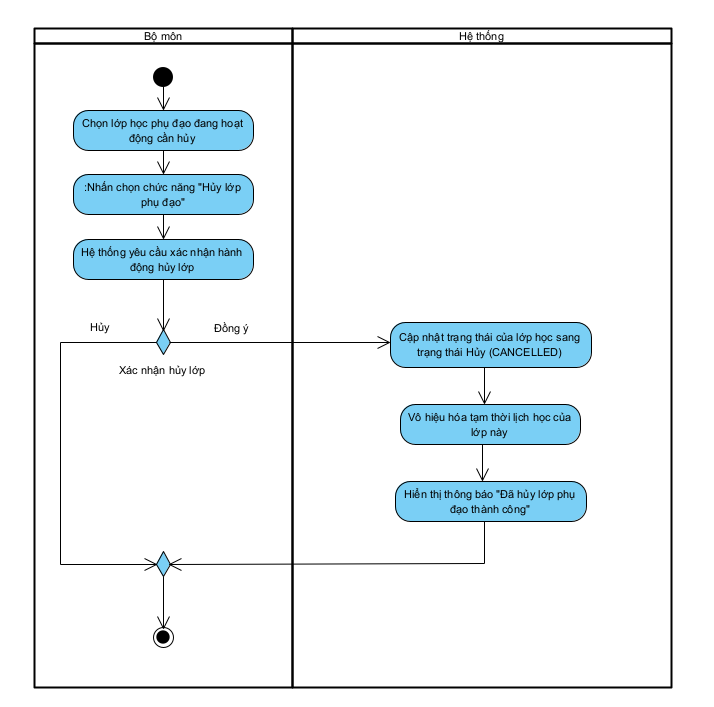 Bộ môn
Hệ thống
Chọn lớp học phụ đạo đang hoạt
động cần hủy
:Nhấn chọn chức năng "Hủy lớp
phụ đạo"
Hệ thống yêu cầu xác nhận hành
động hủy lớp
Hủy
Đồng ý
Xác nhận hủy lớp
Cập nhật trạng thái của lớp học sang
trạng thái Hủy (CANCELLED)
Vô hiệu hóa tạm thời lịch học của
lớp này
Hiển thị thông báo "Đã hủy lớp phụ
đạo thành công"